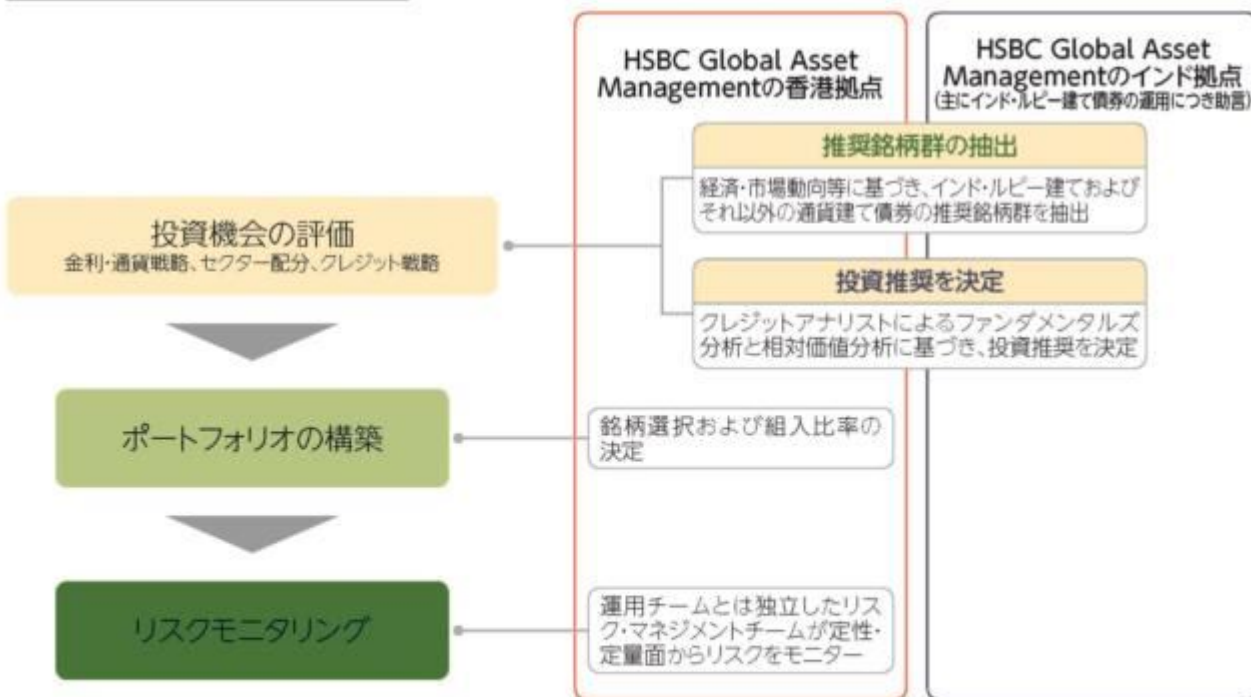 HSBC Global Asset
Managementの香港拠点
HSBC Global Asset
Managementのインド拠点
(主にインド・ルピー建て債券の運用につき助言)
推奨銘柄群の抽出
経済・市場動向等に基づき、インド・ルピー建ておよび
それ以外の通貨建て債券の推奨銘柄群を抽出
投資機会の評価
金利・通貨戦略、セクター配分、クレジット戦略
投資推奨を決定
クレジットアナリストによるファンダメンタルズ
分析と相対価値分析に基づき、投資推奨を決定
ポートフォリオの構築
銘柄選択および組入比率の
決定
リスクモニタリング
運用チームとは独立したリス
ク・マネジメントチームが定性・
定量面からリスクをモニター